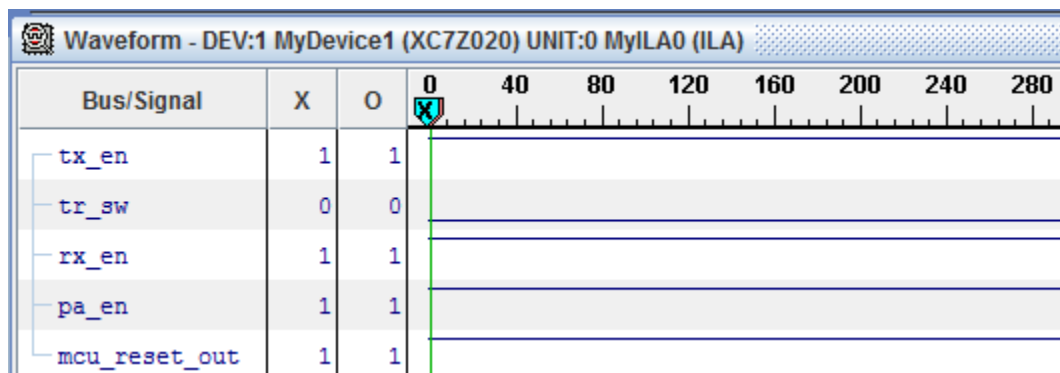 Waveform - DEV:1 MyDevice1 (XC7Z020) UNIT:0 MyILA0 (ILA)
Bus/Signal X O 0 40 80 120 160 200 240 280
X
tx_en 1 1
tr_sw 0 0
rx_en 1 1
pa_en 1 1
mcu_reset_out 1 1